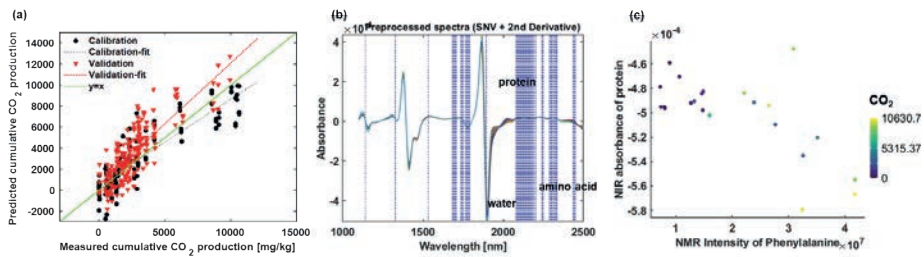 (a)
Calibration
Calibration-fit
Validation
Validation-fit
y=x
14000
12000
10000
8000
6000
4000
2000
0
-2000
Predicted cumulative CO2 production
0
5000
10000
15000
Measured cumulative CO2 production [mg/kg]
(b)
Preprocessed spectra (SNV + 2nd Derivative)
4
2
0
-2
-4
Absorbance
protein
water
amino acid
1000
1500
2000
2500
Wavelength [nm]
(c)
×10-4
-4.6
-4.8
-5
-5.2
-5.4
-5.6
-5.8
NIR absorbance of protein
1
2
3
4
×107
NMR Intensity of Phenylalanine
CO2
10630.7
5315.37
0